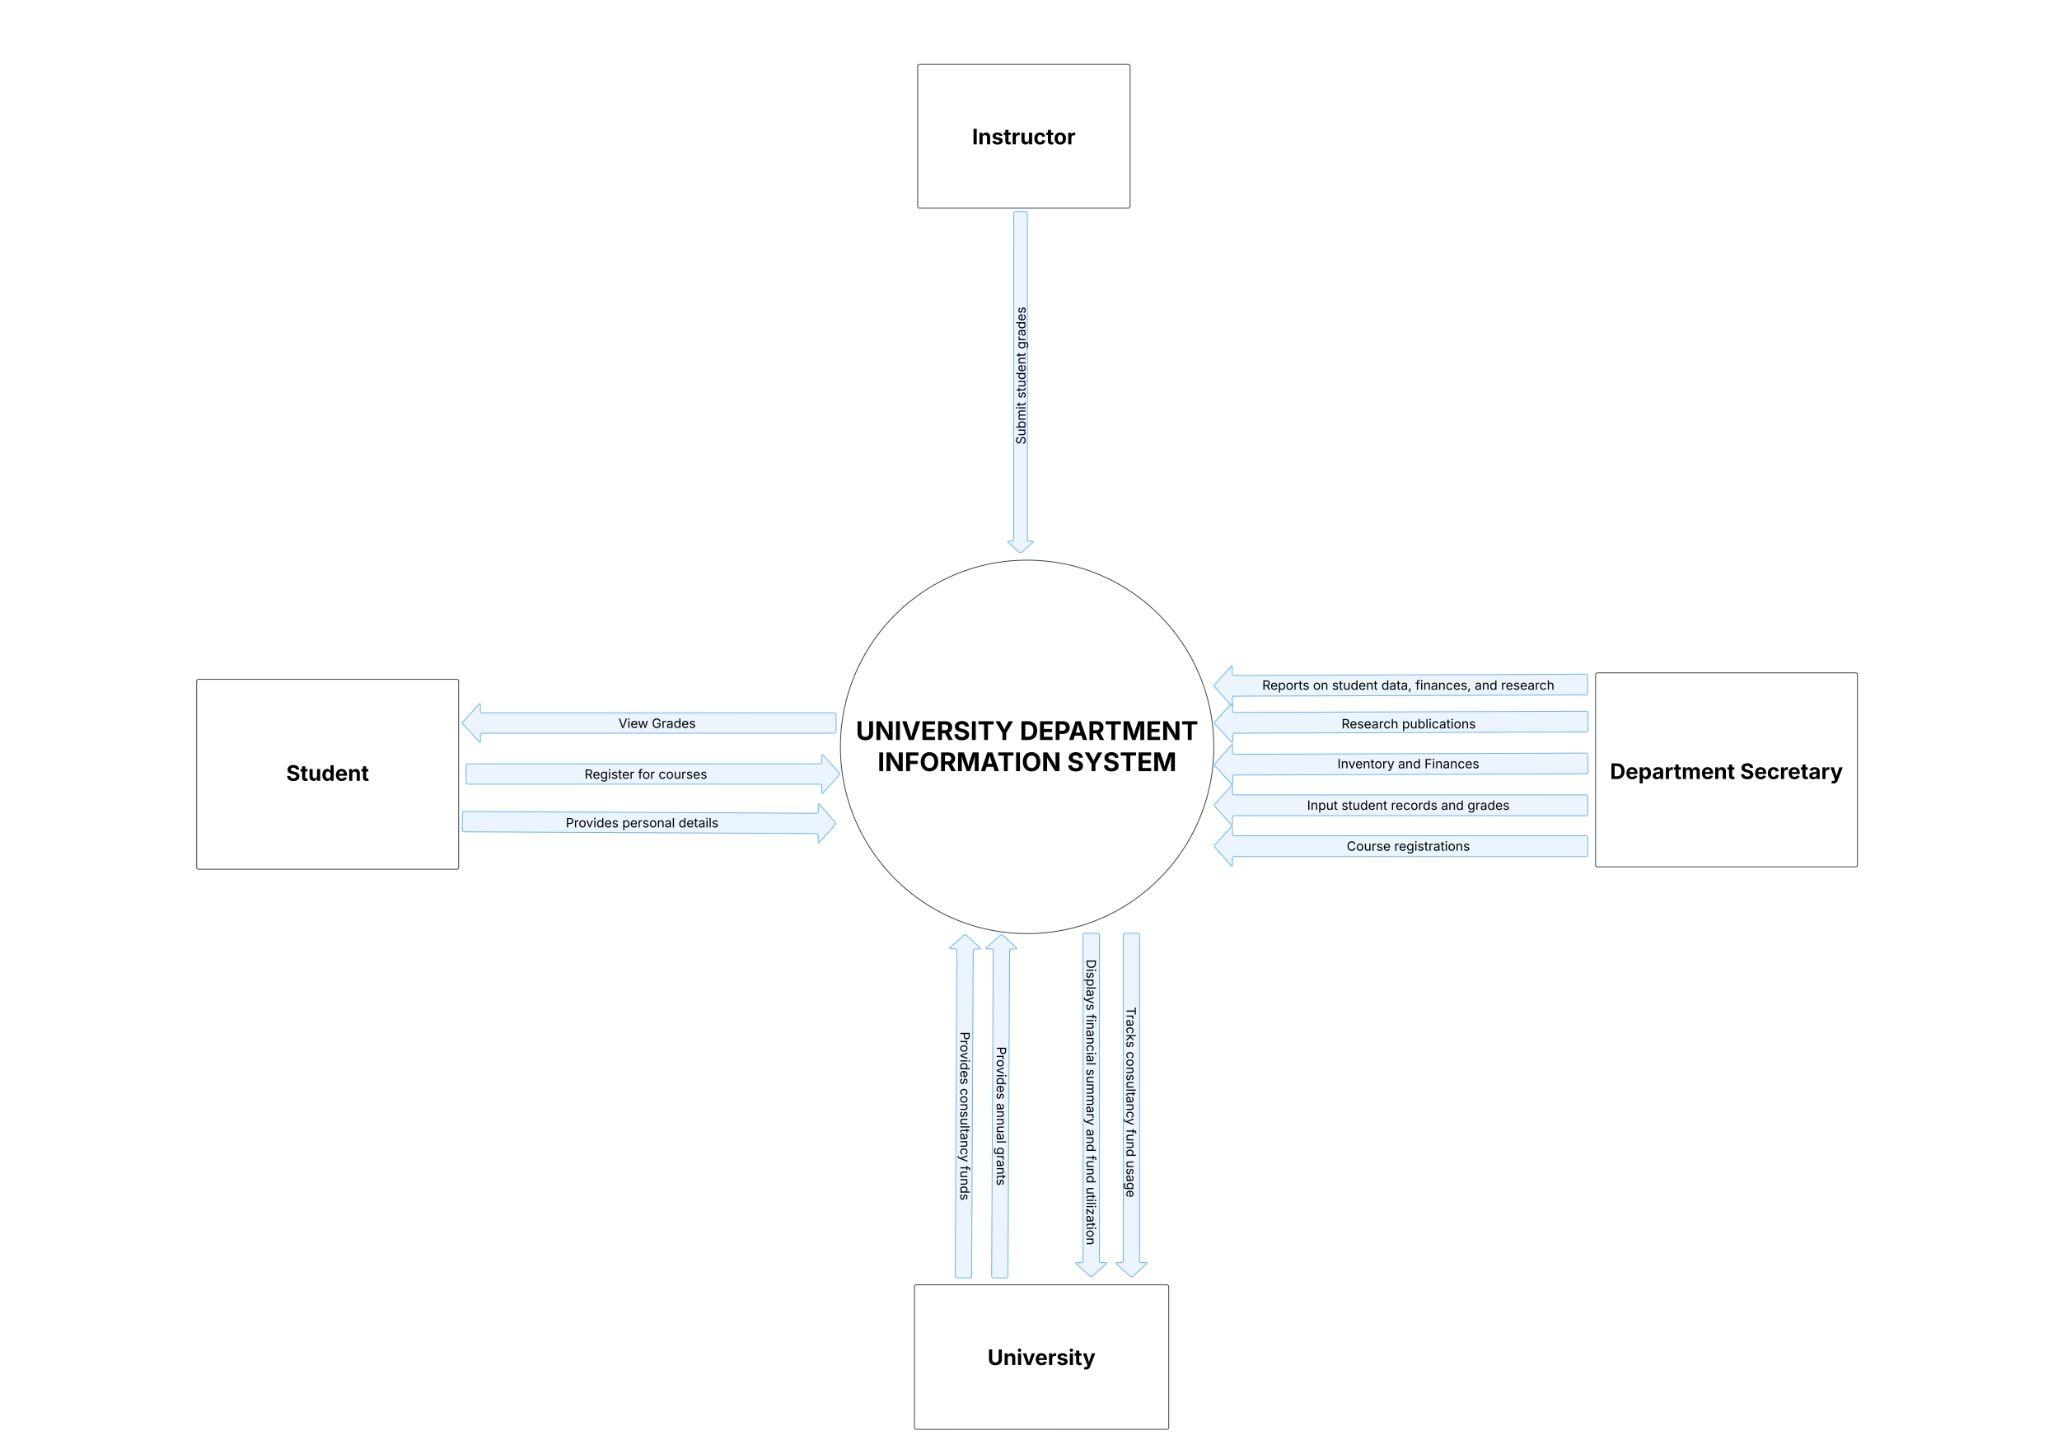 Instructor
Submit student grades
UNIVERSITY DEPARTMENT
INFORMATION SYSTEM
Student
View Grades
Register for courses
Provides personal details
Reports on student data, finances, and research
Research publications
Inventory and Finances
Input student records and grades
Course registrations
Department Secretary
Provides consultancy funds
Provides annual grants
Displays financial summary and fund utilization
Tracks consultancy fund usage
University